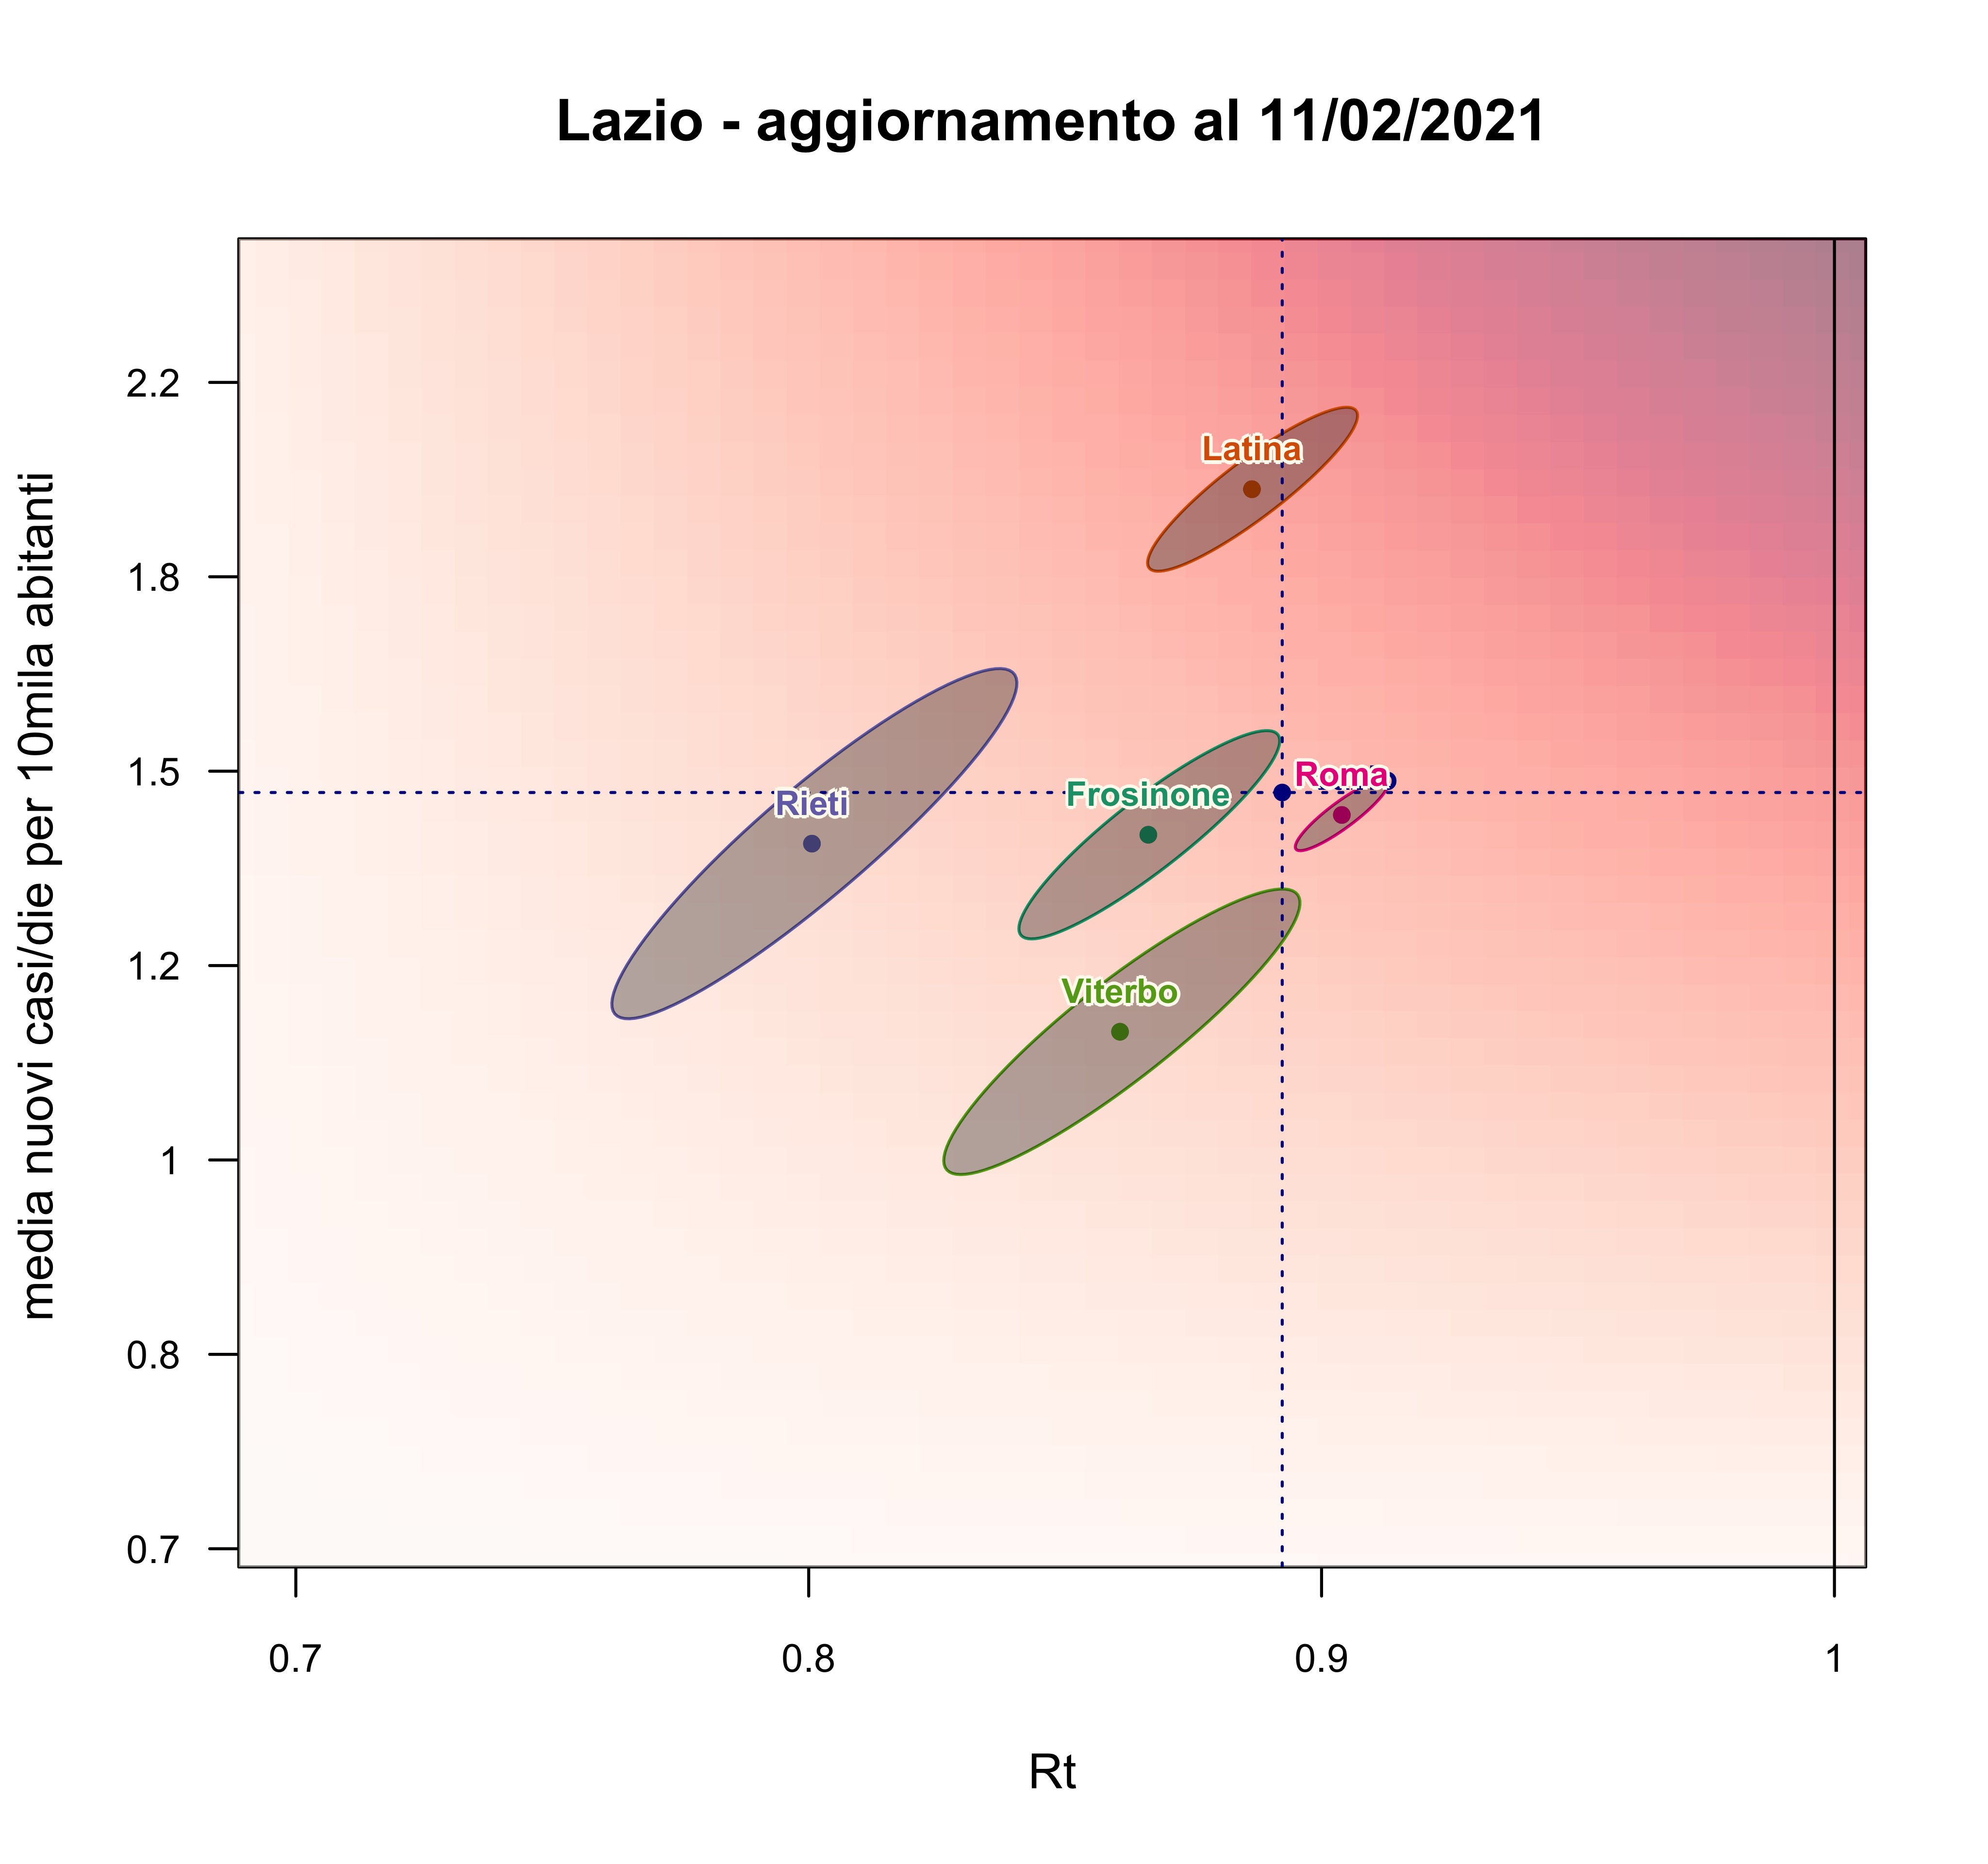 Lazio - aggiornamento al 11/02/2021
media nuovi casi/die per 10mila abitanti
2.2
1.8
1.5
1.2
1
0.8
0.7
Latina
Roma
Rieti
Frosinone
Viterbo
0.7
0.8
0.9
1
Rt